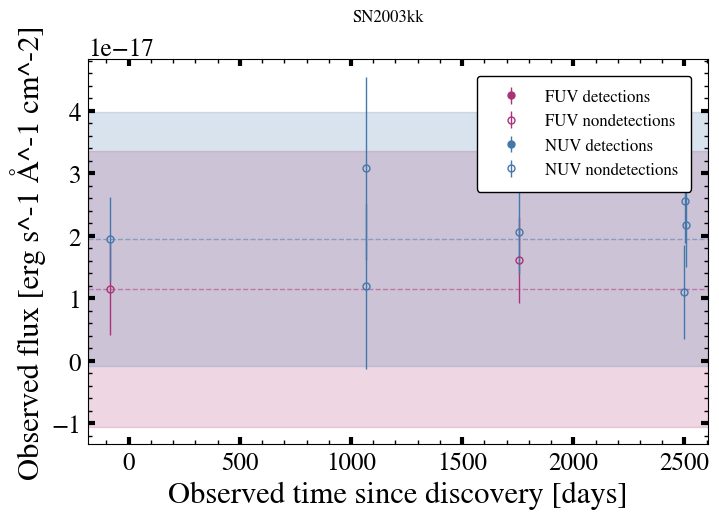 SN2003kk
1e−17
4
3
2
1
0
−1
Observed flux [erg s^-1 Å^-1 cm^-2]
FUV detections
FUV nondetections
NUV detections
NUV nondetections
0 500 1000 1500 2000 2500
Observed time since discovery [days]